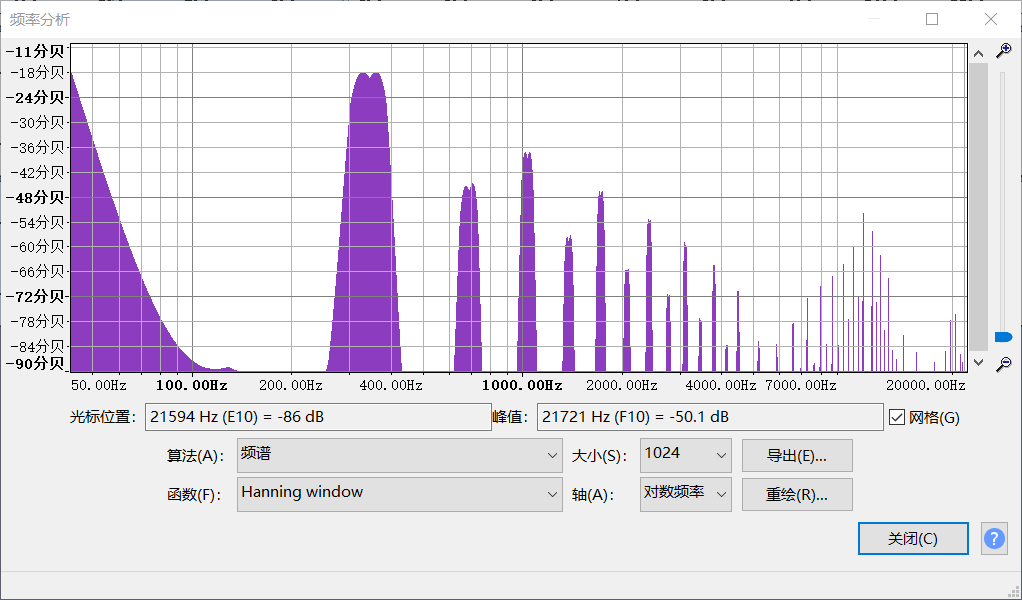 频率分析
-11分贝
-18分贝
-24分贝
-30分贝
-36分贝
-42分贝
-48分贝
-54分贝
-60分贝
-66分贝
-72分贝
-78分贝
-84分贝
-90分贝
50.00Hz 100.00Hz 200.00Hz 400.00Hz 1000.00Hz 2000.00Hz 4000.00Hz 7000.00Hz 20000.00Hz
光标位置: 21594 Hz (E10) = -86 dB 峰值: 21721 Hz (F10) = -50.1 dB 网格(G)
算法(A): 频谱 大小(S): 1024 导出(E)...
函数(F): Hanning window 轴(A): 对数频率 重绘(R)...
关闭(C) ?